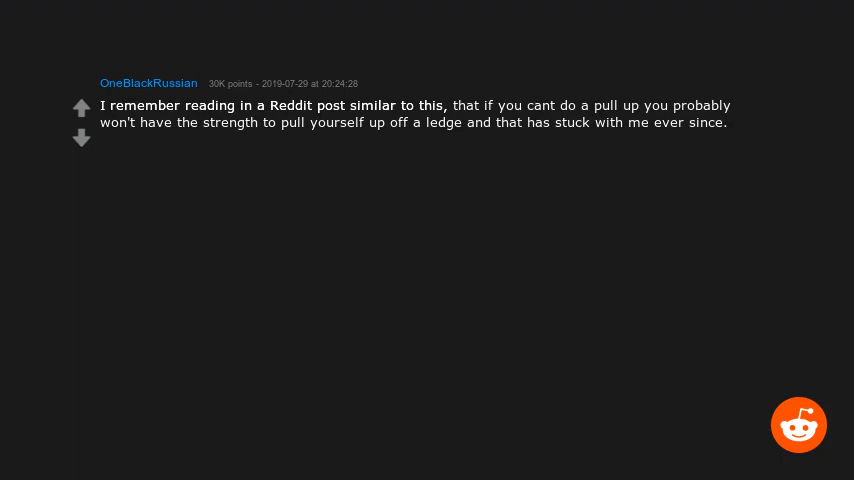 OneBlackRussian 30K points - 2019-07-29 at 20:24:28
I remember reading in a Reddit post similar to this, that if you cant do a pull up you probably
won't have the strength to pull yourself up off a ledge and that has stuck with me ever since.